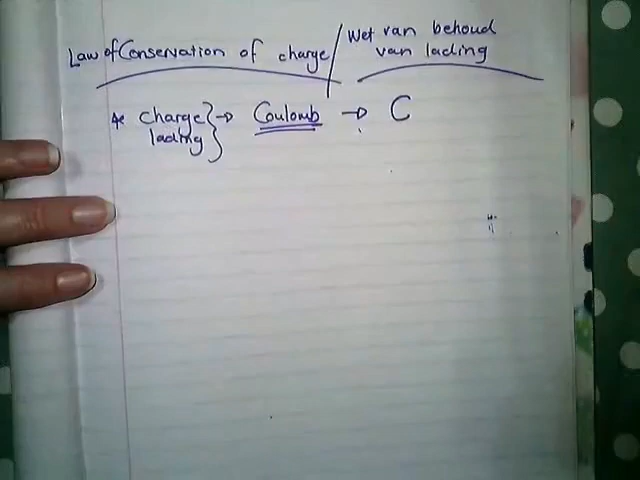 Law of Conservation of charge / Wet van behoud
van lading
* charge } → Coulomb → C
lading